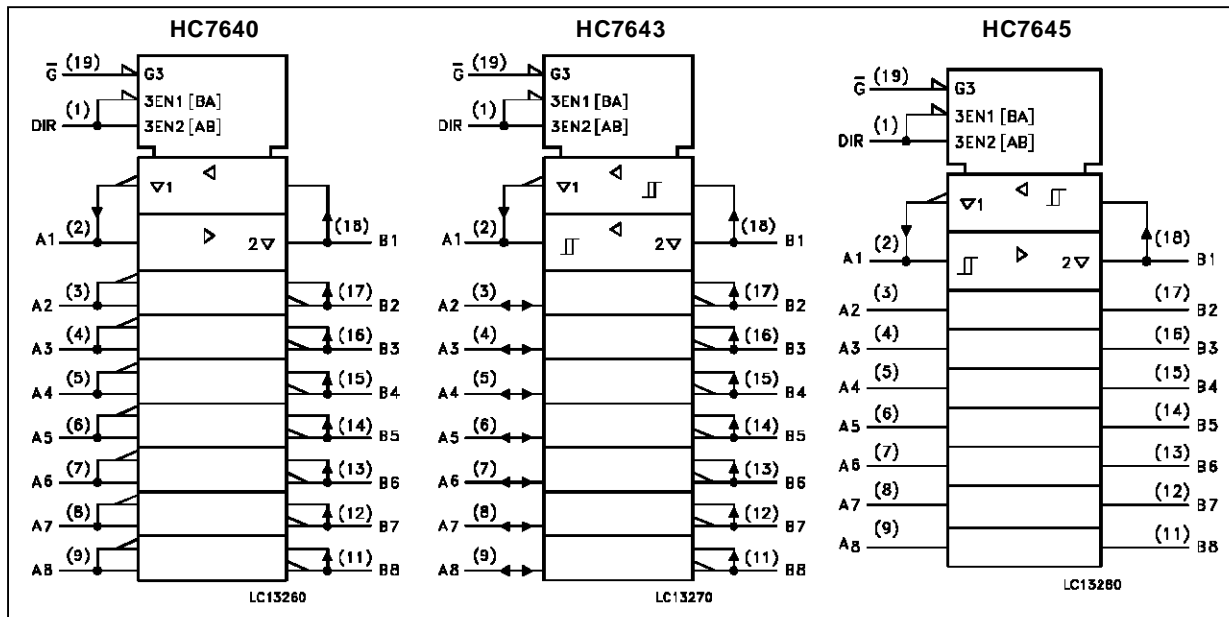 HC7640
G (19)
G3
(1)
3EN1 [BA]
DIR
3EN2 [AB]
1
(2)
(18)
A1
2
B1
(3)
(17)
A2
B2
(4)
(16)
A3
B3
(5)
(15)
A4
B4
(6)
(14)
A5
B5
(7)
(13)
A6
B6
(8)
(12)
A7
B7
(9)
(11)
A8
B8
LC13260
HC7643
G (19)
G3
(1)
3EN1 [BA]
DIR
3EN2 [AB]
1
(2)
(18)
A1
2
B1
(3)
(17)
A2
B2
(4)
(16)
A3
B3
(5)
(15)
A4
B4
(6)
(14)
A5
B5
(7)
(13)
A6
B6
(8)
(12)
A7
B7
(9)
(11)
A8
B8
LC13270
HC7645
G (19)
G3
(1)
3EN1 [BA]
DIR
3EN2 [AB]
1
(2)
(18)
A1
2
B1
(3)
(17)
A2
B2
(4)
(16)
A3
B3
(5)
(15)
A4
B4
(6)
(14)
A5
B5
(7)
(13)
A6
B6
(8)
(12)
A7
B7
(9)
(11)
A8
B8
LC13280